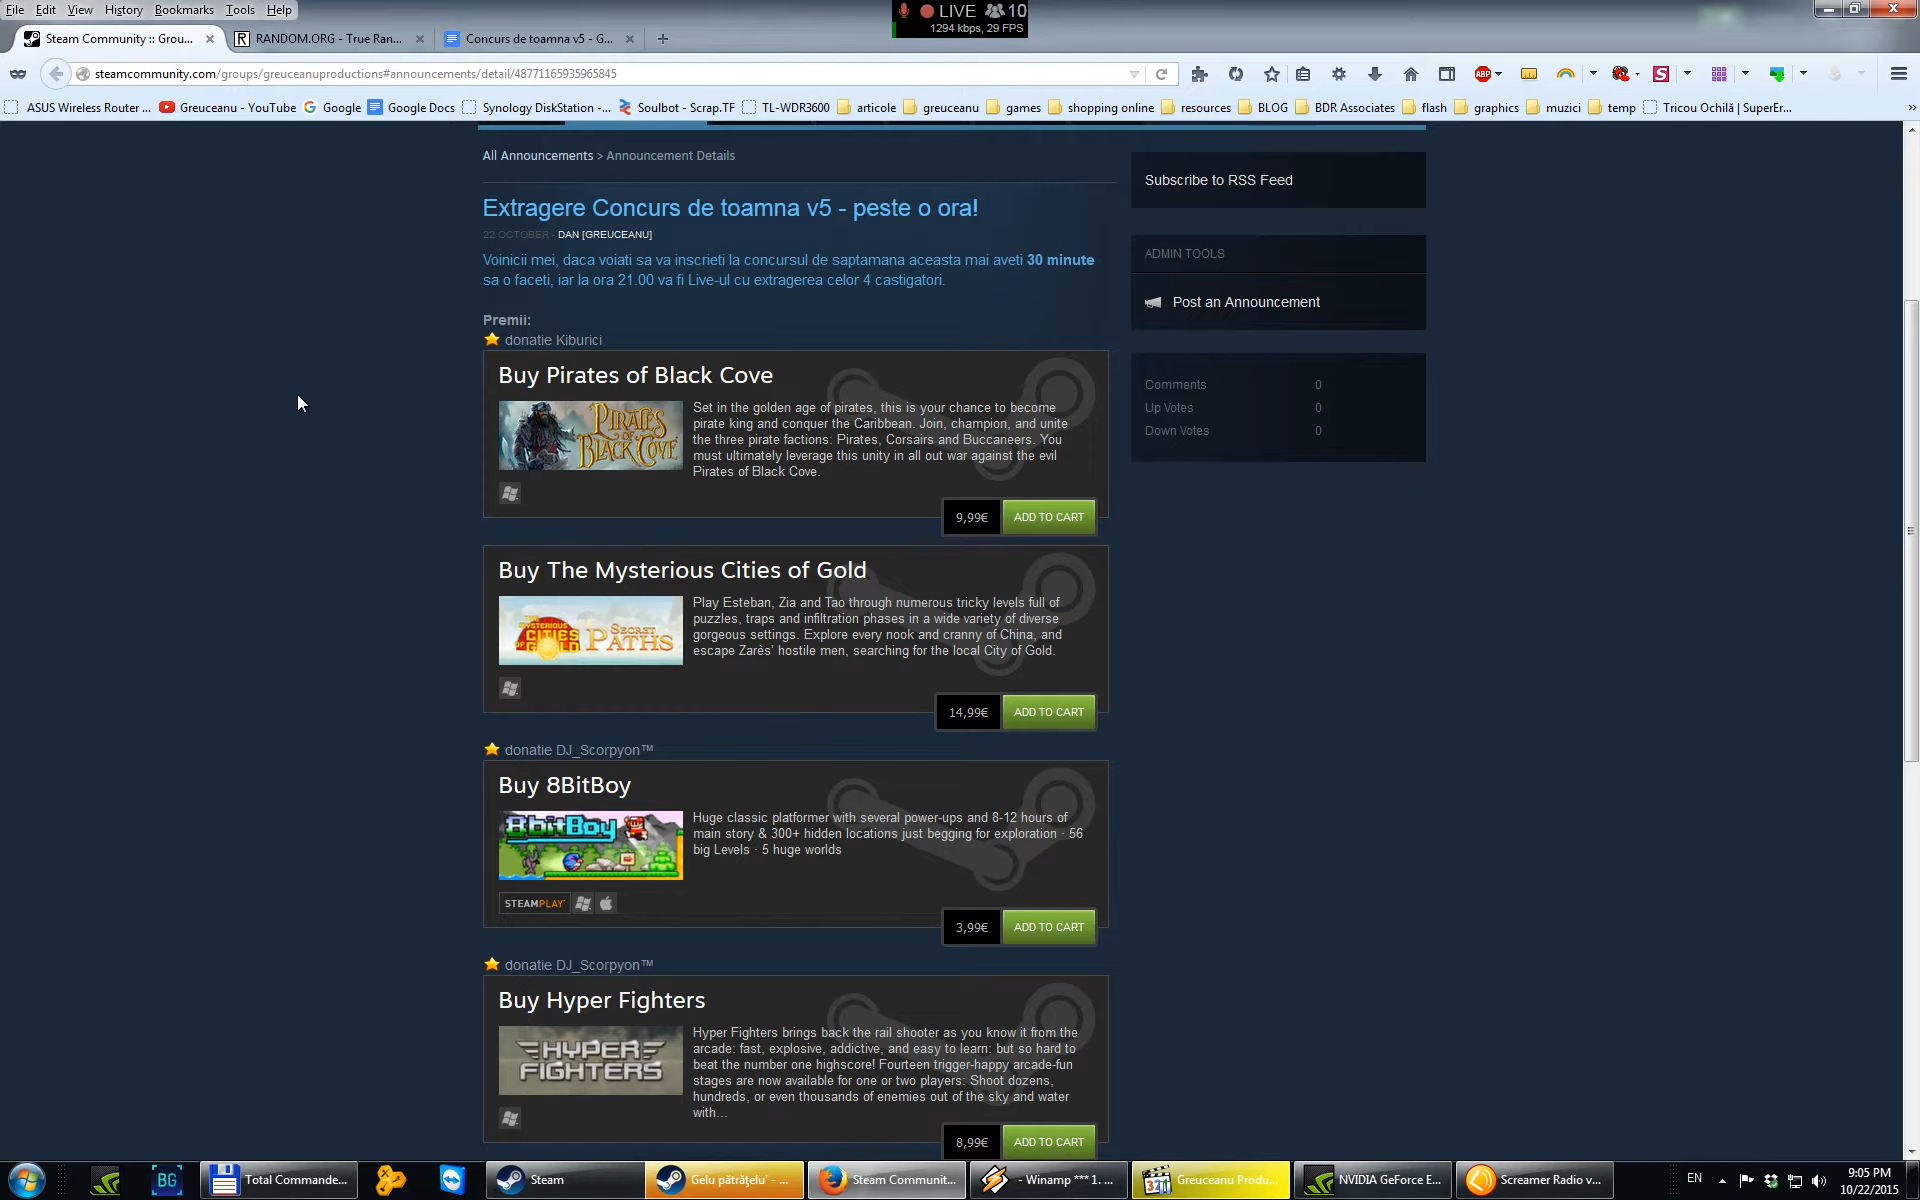 File Edit View History Bookmarks Tools Help
LIVE 10
1294 kbps, 29 FPS
Steam Community :: Grou... × RANDOM.ORG - True Ran... × Concurs de toamna v5 - G... × +
steamcommunity.com/groups/greuceanuproductions#announcements/detail/48771165935965845
ASUS Wireless Router ... Greuceanu - YouTube Google Google Docs Synology DiskStation -... Soulbot - Scrap.TF TL-WDR3600 articole greuceanu games shopping online resources BLOG BDR Associates flash graphics muzici temp Tricou Ochilă | SuperEr... »
All Announcements > Announcement Details
Extragere Concurs de toamna v5 - peste o ora!
22 OCTOBER - DAN [GREUCEANU]
Voinicii mei, daca voiati sa va inscrieti la concursul de saptamana aceasta mai aveti 30 minute
sa o faceti, iar la ora 21.00 va fi Live-ul cu extragerea celor 4 castigatori.
Premii:
donatie Kiburici
Buy Pirates of Black Cove
PIRATES
OF
BLACK COVE
Set in the golden age of pirates, this is your chance to become
pirate king and conquer the Caribbean. Join, champion, and unite
the three pirate factions: Pirates, Corsairs and Buccaneers. You
must ultimately leverage this unity in all out war against the evil
Pirates of Black Cove.
9,99€ ADD TO CART
Buy The Mysterious Cities of Gold
MYSTERIOUS
CITIES
OF GOLD
SECRET
PATHS
Play Esteban, Zia and Tao through numerous tricky levels full of
puzzles, traps and infiltration phases in a wide variety of diverse
gorgeous settings. Explore every nook and cranny of China, and
escape Zarès' hostile men, searching for the local City of Gold.
14,99€ ADD TO CART
donatie DJ_Scorpyon™
Buy 8BitBoy
8bitBoy
Huge classic platformer with several power-ups and 8-12 hours of
main story & 300+ hidden locations just begging for exploration · 56
big Levels · 5 huge worlds
STEAMPLAY
3,99€ ADD TO CART
donatie DJ_Scorpyon™
Buy Hyper Fighters
HYPER
FIGHTERS
Hyper Fighters brings back the rail shooter as you know it from the
arcade: fast, explosive, addictive, and easy to learn: but so hard to
beat the number one highscore! Fourteen trigger-happy arcade-fun
stages are now available for one or two players: Shoot dozens,
hundreds, or even thousands of enemies out of the sky and water
with...
8,99€ ADD TO CART
Subscribe to RSS Feed
ADMIN TOOLS
Post an Announcement
Comments 0
Up Votes 0
Down Votes 0
BG Total Commande... Steam Gelu pătrăţelu' - ... Steam Communit... - Winamp *** 1. ... 321 Greuceanu Produ... NVIDIA GeForce E... Screamer Radio v...
EN
9:05 PM
10/22/2015